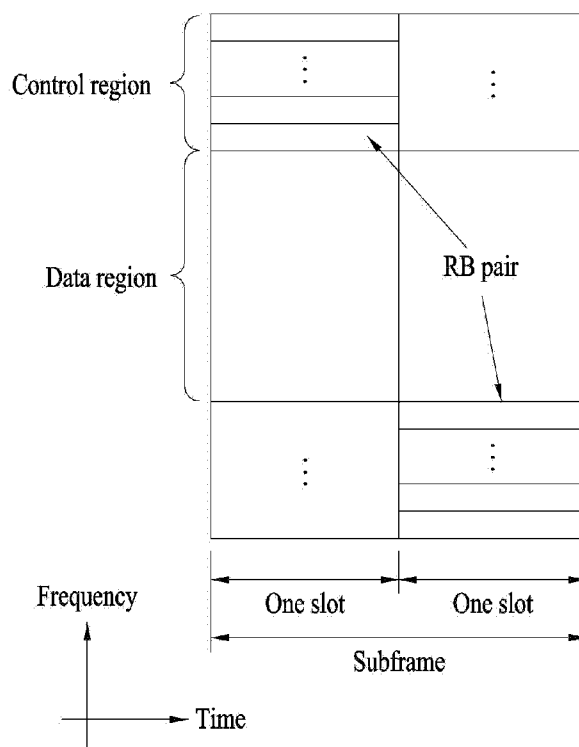 Control region
Data region
RB pair
One slot
One slot
Subframe
Frequency
Time